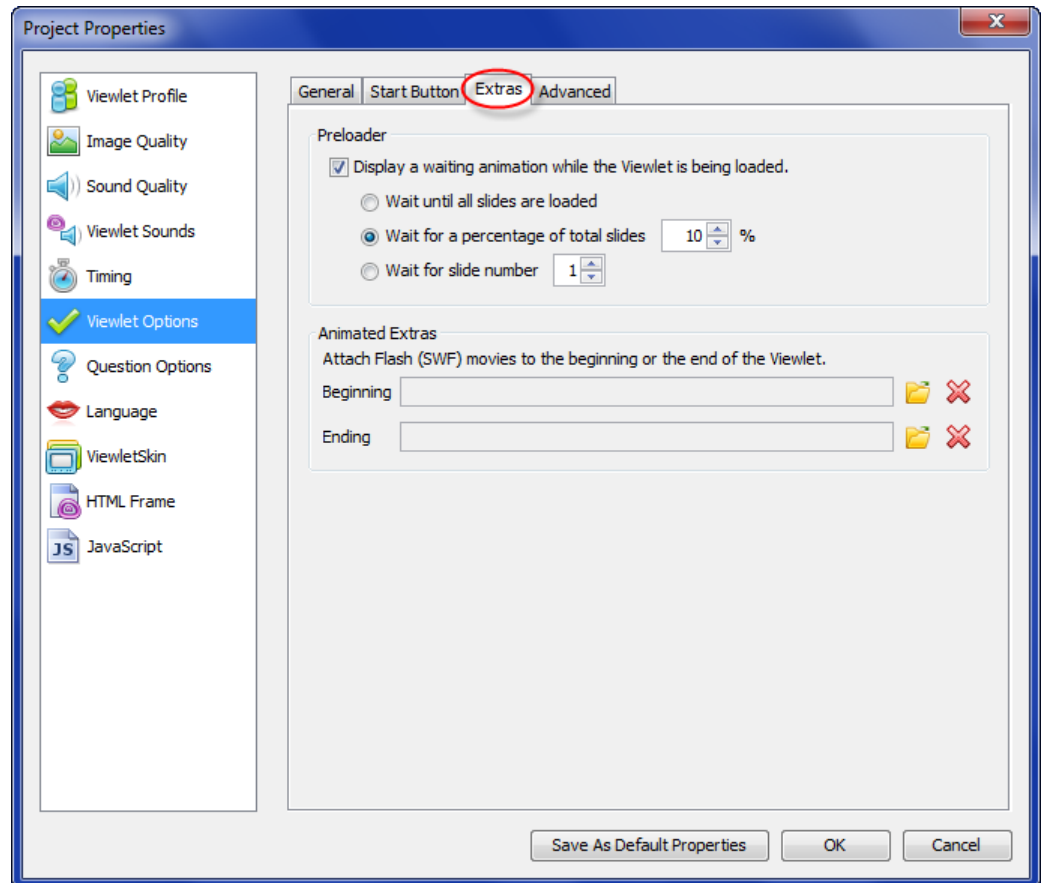 Project Properties
X
Viewlet Profile
Image Quality
Sound Quality
Viewlet Sounds
Timing
Viewlet Options
Question Options
Language
ViewletSkin
HTML Frame
JS JavaScript
General Start Button Extras Advanced
Preloader
Display a waiting animation while the Viewlet is being loaded.
Wait until all slides are loaded
Wait for a percentage of total slides 10 %
Wait for slide number 1
Animated Extras
Attach Flash (SWF) movies to the beginning or the end of the Viewlet.
Beginning
Ending
Save As Default Properties OK Cancel